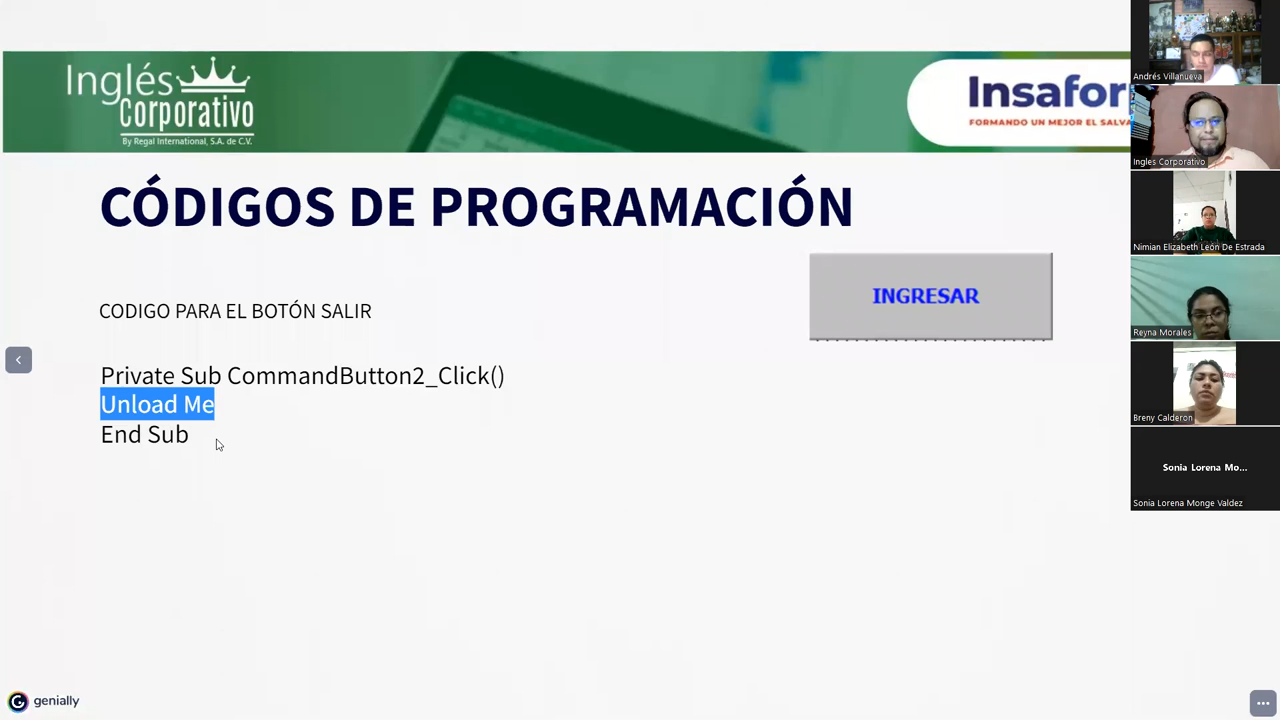 Inglés
Corporativo
By Regal International, S.A. de C.V.
Insafor
FORMANDO UN MEJOR EL SALVA
CÓDIGOS DE PROGRAMACIÓN
INGRESAR
CODIGO PARA EL BOTÓN SALIR
Private Sub CommandButton2_Click()
Unload Me
End Sub
genially
Andrés Villanueva
Ingles Corporativo
Nimian Elizabeth León De Estrada
Reyna Morales
Breny Calderon
Sonia Lorena Mo...
Sonia Lorena Monge Valdez